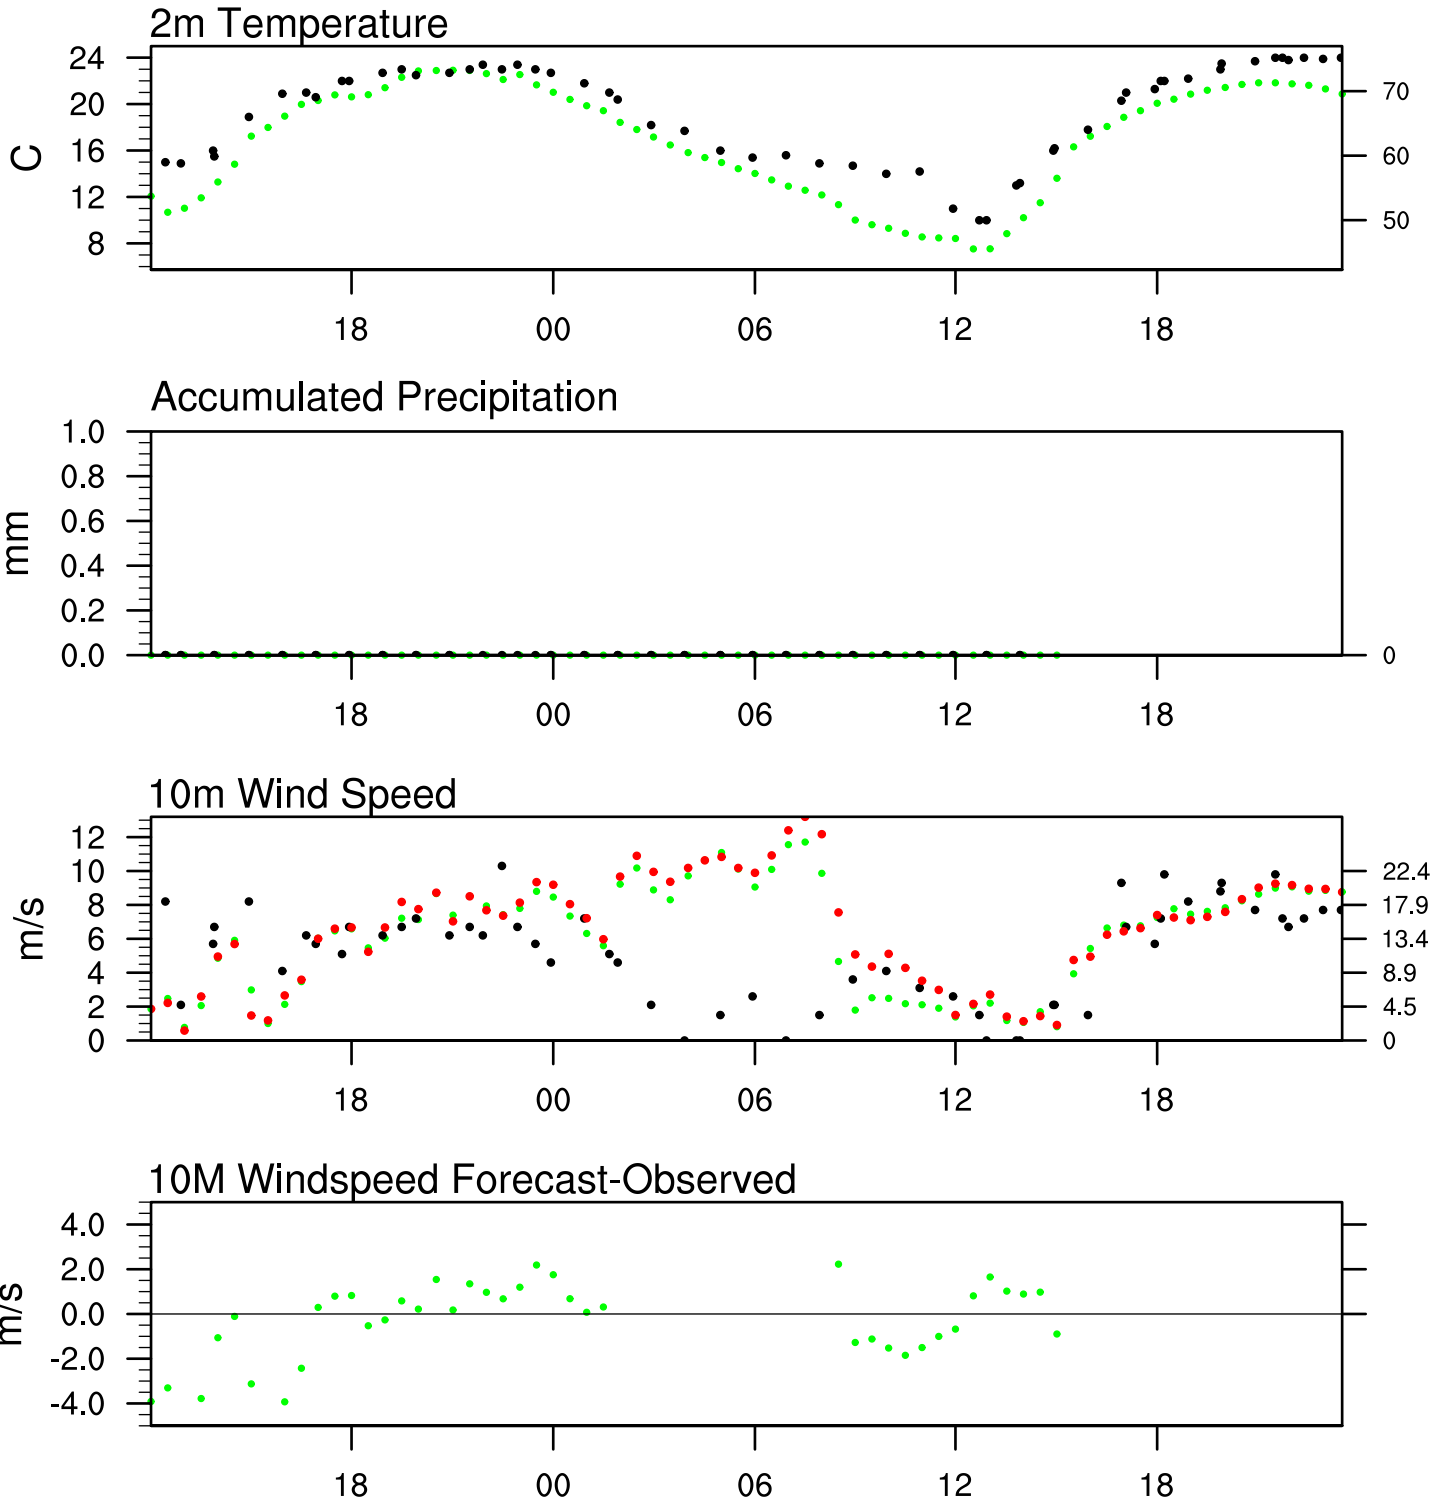 2m Temperature
24
20
16
12
8
C
70
60
50
18 00 06 12 18
Accumulated Precipitation
1.0
0.8
0.6
0.4
0.2
0.0
mm
0
18 00 06 12 18
10m Wind Speed
12
10
8
6
4
2
0
m/s
22.4
17.9
13.4
8.9
4.5
0
18 00 06 12 18
10M Windspeed Forecast-Observed
4.0
2.0
0.0
-2.0
-4.0
m/s
18 00 06 12 18